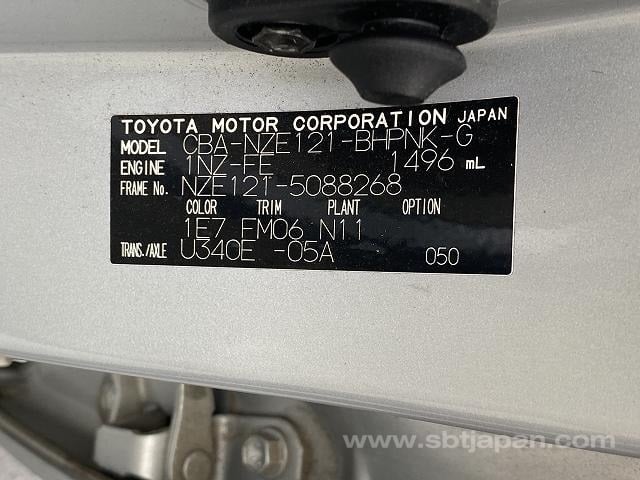 TOYOTA MOTOR CORPORATION JAPAN
MODEL CBA-NZE121-BHPNK-G
ENGINE 1NZ-FE 1496 mL
FRAME No. NZE121-5088268
COLOR TRIM PLANT OPTION
1E7 FM06 N11
TRANS./AXLE U340E -05A 050
www.sbtjapan.com